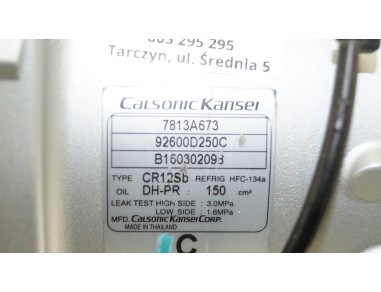 603 295 295
Tarczyn, ul. Średnia 5
Calsonic Kansei
7813A673
92600D250C
B160302093
TYPE CR12Sb REFRIG HFC-134a
OIL DH-PR : 150 cm³
LEAK TEST HIGH SIDE : 3.0MPa
LOW SIDE : 1.6MPa
MFD. Calsonic Kansei CORP.
MADE IN THAILAND
C